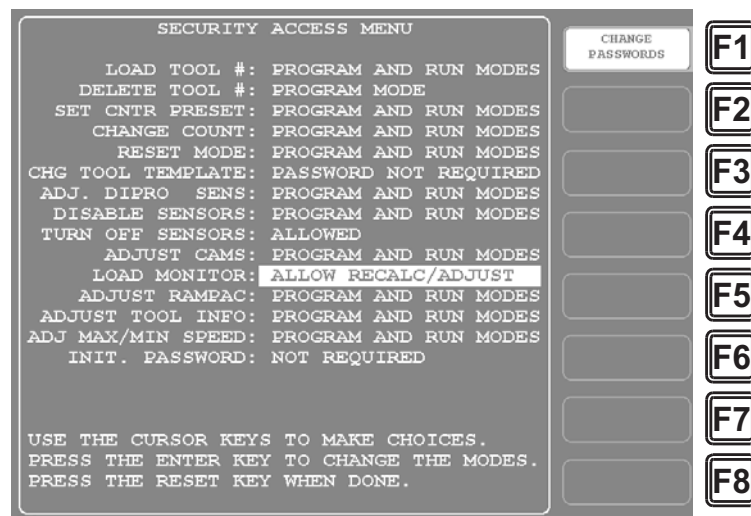 SECURITY ACCESS MENU
LOAD TOOL #: PROGRAM AND RUN MODES
DELETE TOOL #: PROGRAM MODE
SET CNTR PRESET: PROGRAM AND RUN MODES
CHANGE COUNT: PROGRAM AND RUN MODES
RESET MODE: PROGRAM AND RUN MODES
CHG TOOL TEMPLATE: PASSWORD NOT REQUIRED
ADJ. DIPRO SENS: PROGRAM AND RUN MODES
DISABLE SENSORS: PROGRAM AND RUN MODES
TURN OFF SENSORS: ALLOWED
ADJUST CAMS: PROGRAM AND RUN MODES
LOAD MONITOR: ALLOW RECALC/ADJUST
ADJUST RAMPAC: PROGRAM AND RUN MODES
ADJUST TOOL INFO: PROGRAM AND RUN MODES
ADJ MAX/MIN SPEED: PROGRAM AND RUN MODES
INIT. PASSWORD: NOT REQUIRED
USE THE CURSOR KEYS TO MAKE CHOICES.
PRESS THE ENTER KEY TO CHANGE THE MODES.
PRESS THE RESET KEY WHEN DONE.
CHANGE
PASSWORDS
F1
F2
F3
F4
F5
F6
F7
F8